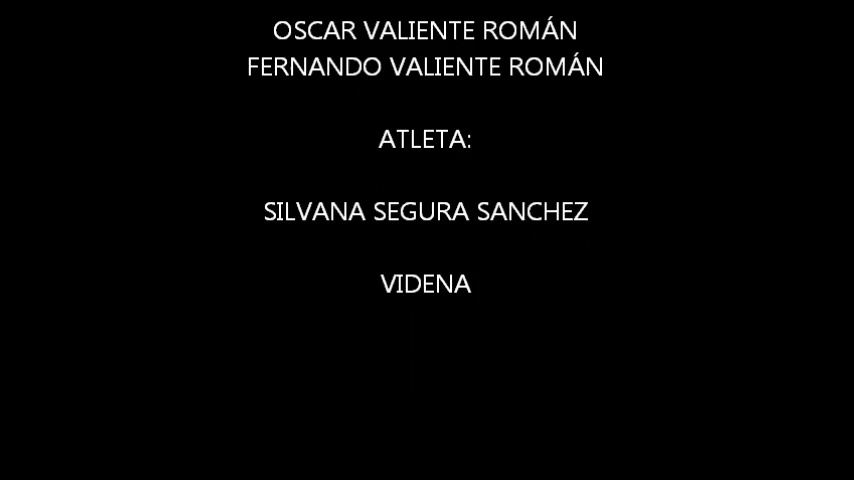 OSCAR VALIENTE ROMÁN
FERNANDO VALIENTE ROMÁN
ATLETA:
SILVANA SEGURA SANCHEZ
VIDENA